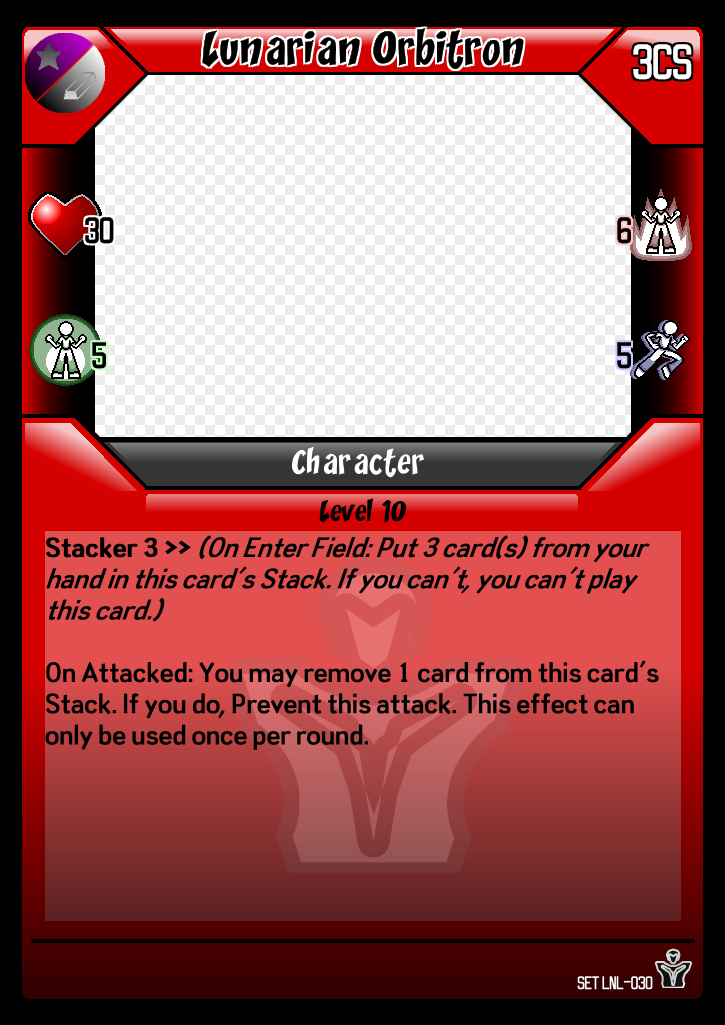 Lunarian Orbitron
3CS
30
6
5
5
Character
Level 10
Stacker 3 >> (On Enter Field: Put 3 card(s) from your
hand in this card's Stack. If you can't, you can't play
this card.)
On Attacked: You may remove 1 card from this card's
Stack. If you do, Prevent this attack. This effect can
only be used once per round.
SET LNL-030